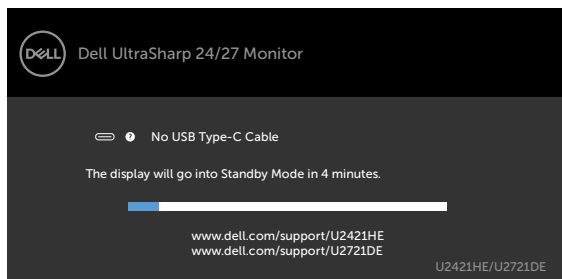 DELL Dell UltraSharp 24/27 Monitor
? No USB Type-C Cable
The display will go into Standby Mode in 4 minutes.
www.dell.com/support/U2421HE
www.dell.com/support/U2721DE
U2421HE/U2721DE